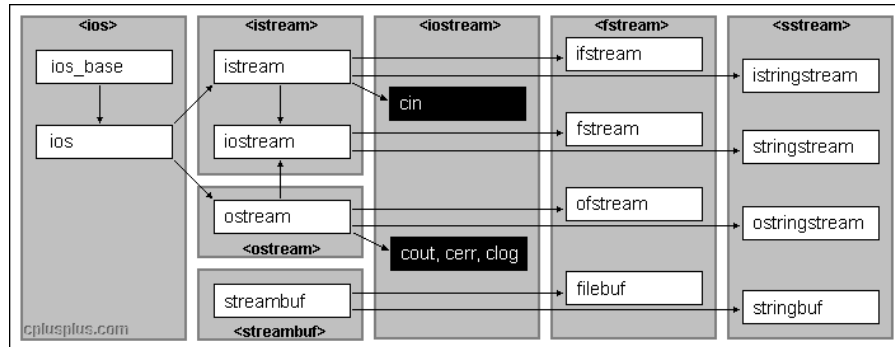 <ios>
ios_base
ios
cplusplus.com
<istream>
istream
iostream
ostream
<ostream>
streambuf
<streambuf>
<iostream>
cin
cout, cerr, clog
<fstream>
ifstream
fstream
ofstream
filebuf
<sstream>
istringstream
stringstream
ostringstream
stringbuf